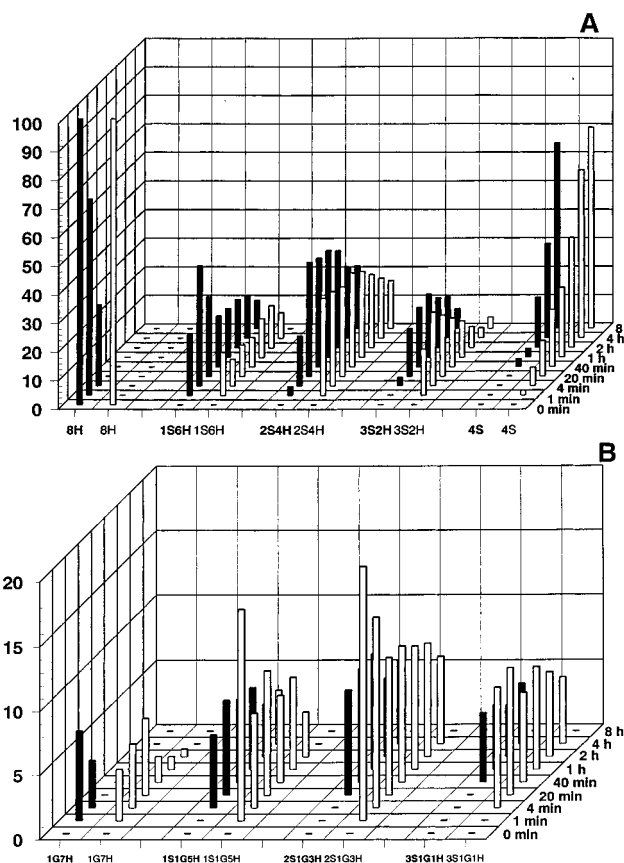 A
100
90
80
70
60
50
40
30
20
10
0
8
4 h
2 h
1 h
40 min
20 min
4 min
1 min
0 min
8H 8H 1S6H 1S6H 2S4H 2S4H 3S2H 3S2H 4S 4S
B
20
15
10
5
0
8 h
4 h
2 h
1 h
40 min
20 min
4 min
1 min
0 min
1G7H 1G7H 1S1G5H 1S1G5H 2S1G3H 2S1G3H 3S1G1H 3S1G1H